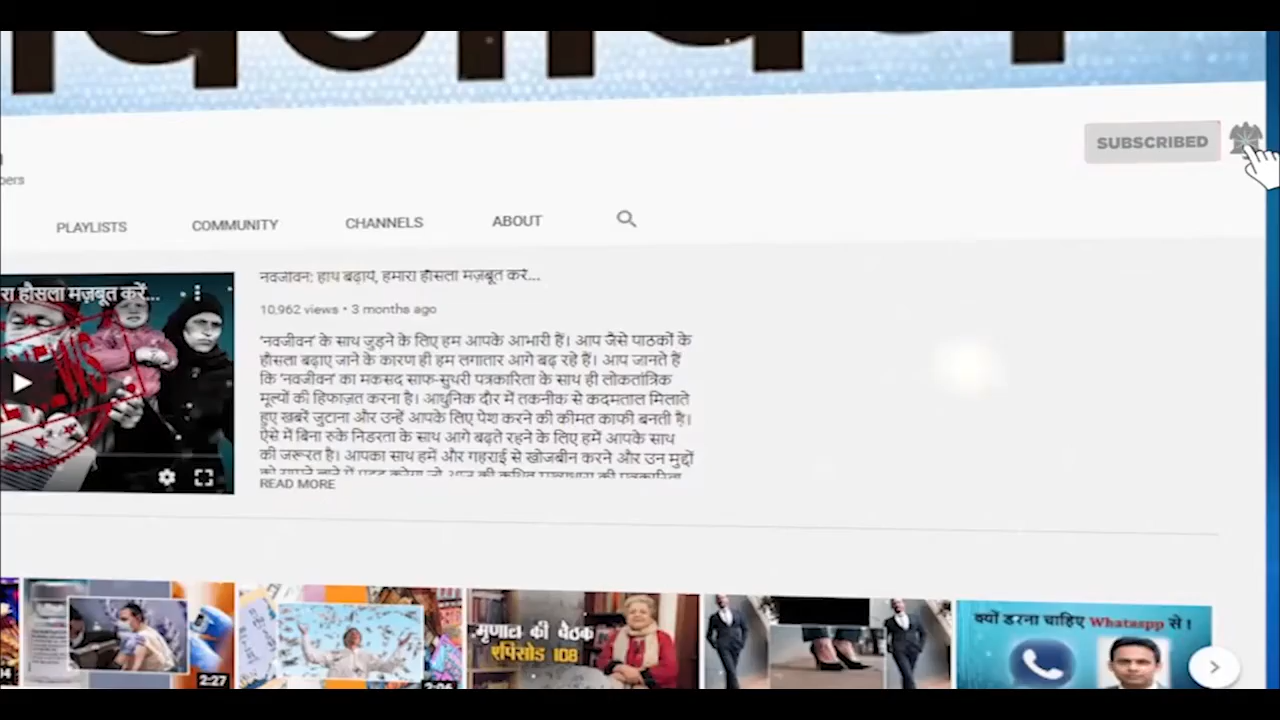 SUBSCRIBED
PLAYLISTS
COMMUNITY
CHANNELS
ABOUT
नवजीवन: हाथ बढ़ायें, हमारा हौसला मज़बूत करें...
रा हौसला मज़बूत करें...
10,962 views • 3 months ago
'नवजीवन' के साथ जुड़ने के लिए हम आपके आभारी हैं। आप जैसे पाठकों के
हौसला बढ़ाए जाने के कारण ही हम लगातार आगे बढ़ रहे हैं। आप जानते हैं
कि 'नवजीवन' का मकसद साफ-सुथरी पत्रकारिता के साथ ही लोकतांत्रिक
मूल्यों की हिफाज़त करना है। आधुनिक दौर में तकनीक से कदमताल मिलाते
हुए खबरें जुटाना और उन्हें आपके लिए पेश करने की कीमत काफी बनती है।
ऐसे में बिना रुके निडरता के साथ आगे बढ़ते रहने के लिए हमें आपके साथ
की जरूरत है। आपका साथ हमें और गहराई से खोजबीन करने और उन मुद्दों
READ MORE
2:27
मृणाल की बैठक
एपिसोड 108
क्यों डरना चाहिए Whataspp से !